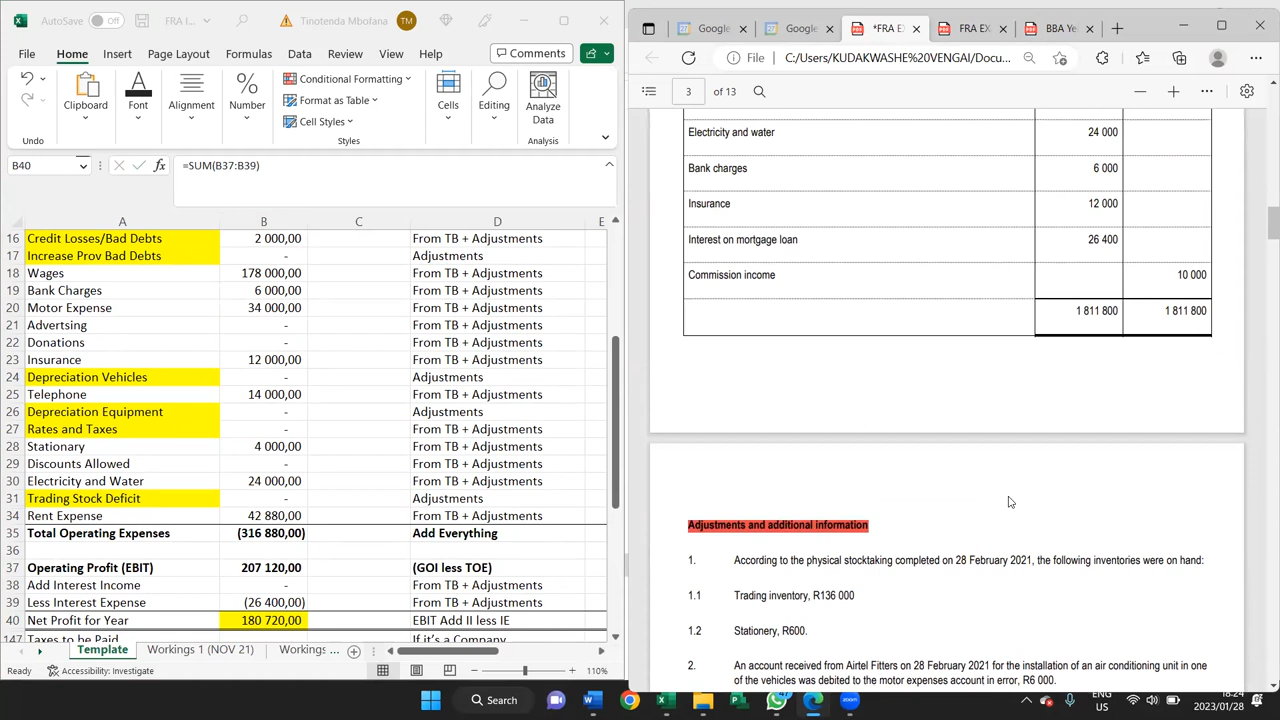 AutoSave Off FRA I... Tinotenda Mbofana TM
File Home Insert Page Layout Formulas Data Review View Help Comments
Undo Clipboard Font Alignment Number Conditional Formatting Format as Table Cell Styles Styles Cells Editing Analyze Data Analysis
B40 fx =SUM(B37:B39)
A B C D E
16 Credit Losses/Bad Debts 2 000,00 From TB + Adjustments
17 Increase Prov Bad Debts - Adjustments
18 Wages 178 000,00 From TB + Adjustments
19 Bank Charges 6 000,00 From TB + Adjustments
20 Motor Expense 34 000,00 From TB + Adjustments
21 Advertsing - From TB + Adjustments
22 Donations - From TB + Adjustments
23 Insurance 12 000,00 From TB + Adjustments
24 Depreciation Vehicles - Adjustments
25 Telephone 14 000,00 From TB + Adjustments
26 Depreciation Equipment - Adjustments
27 Rates and Taxes - From TB + Adjustments
28 Stationary 4 000,00 From TB + Adjustments
29 Discounts Allowed - From TB + Adjustments
30 Electricity and Water 24 000,00 From TB + Adjustments
31 Trading Stock Deficit - Adjustments
34 Rent Expense 42 880,00 From TB + Adjustments
35 Total Operating Expenses (316 880,00) Add Everything
36
37 Operating Profit (EBIT) 207 120,00 (GOI less TOE)
38 Add Interest Income - From TB + Adjustments
39 Less Interest Expense (26 400,00) From TB + Adjustments
40 Net Profit for Year 180 720,00 EBIT Add II less IE
147 Taxes to be Paid If it's a Company
Template Workings 1 (NOV 21) Workings ...
Ready Accessibility: Investigate 110%
Google Google *FRA EX FRA EX BBA Ye
File C:/Users/KUDAKWASHE%20VENGAI/Docu...
3 of 13
Electricity and water 24 000
Bank charges 6 000
Insurance 12 000
Interest on mortgage loan 26 400
Commission income 10 000
1 811 800 1 811 800
Adjustments and additional information
1. According to the physical stocktaking completed on 28 February 2021, the following inventories were on hand:
1.1 Trading inventory, R136 000
1.2 Stationery, R600.
2. An account received from Airtel Fitters on 28 February 2021 for the installation of an air conditioning unit in one
of the vehicles was debited to the motor expenses account in error, R6 000.
Search ENG US 18:24 2023/01/28